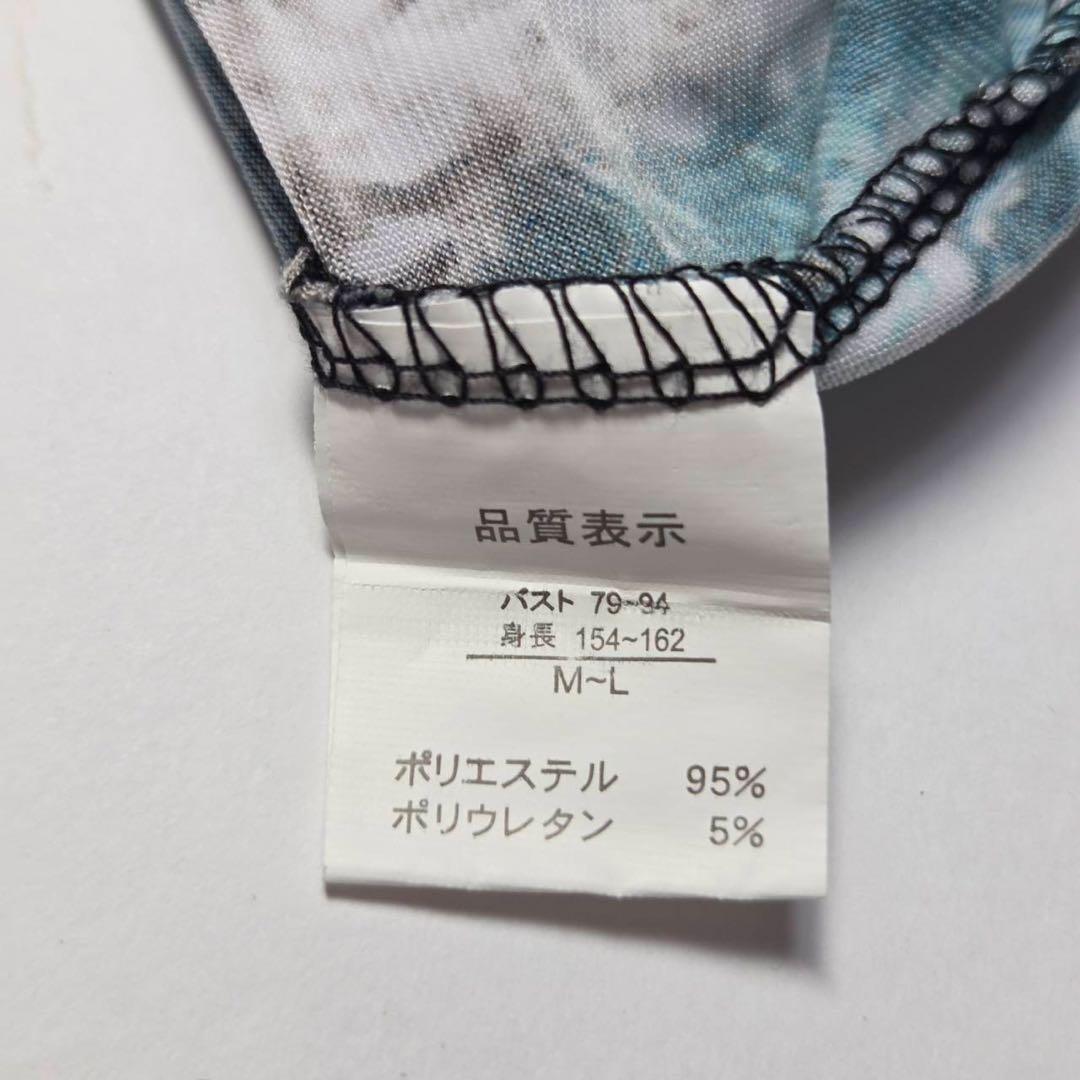 品質表示
バスト 79~94
身長 154~162
M~L
ポリエステル 95%
ポリウレタン 5%